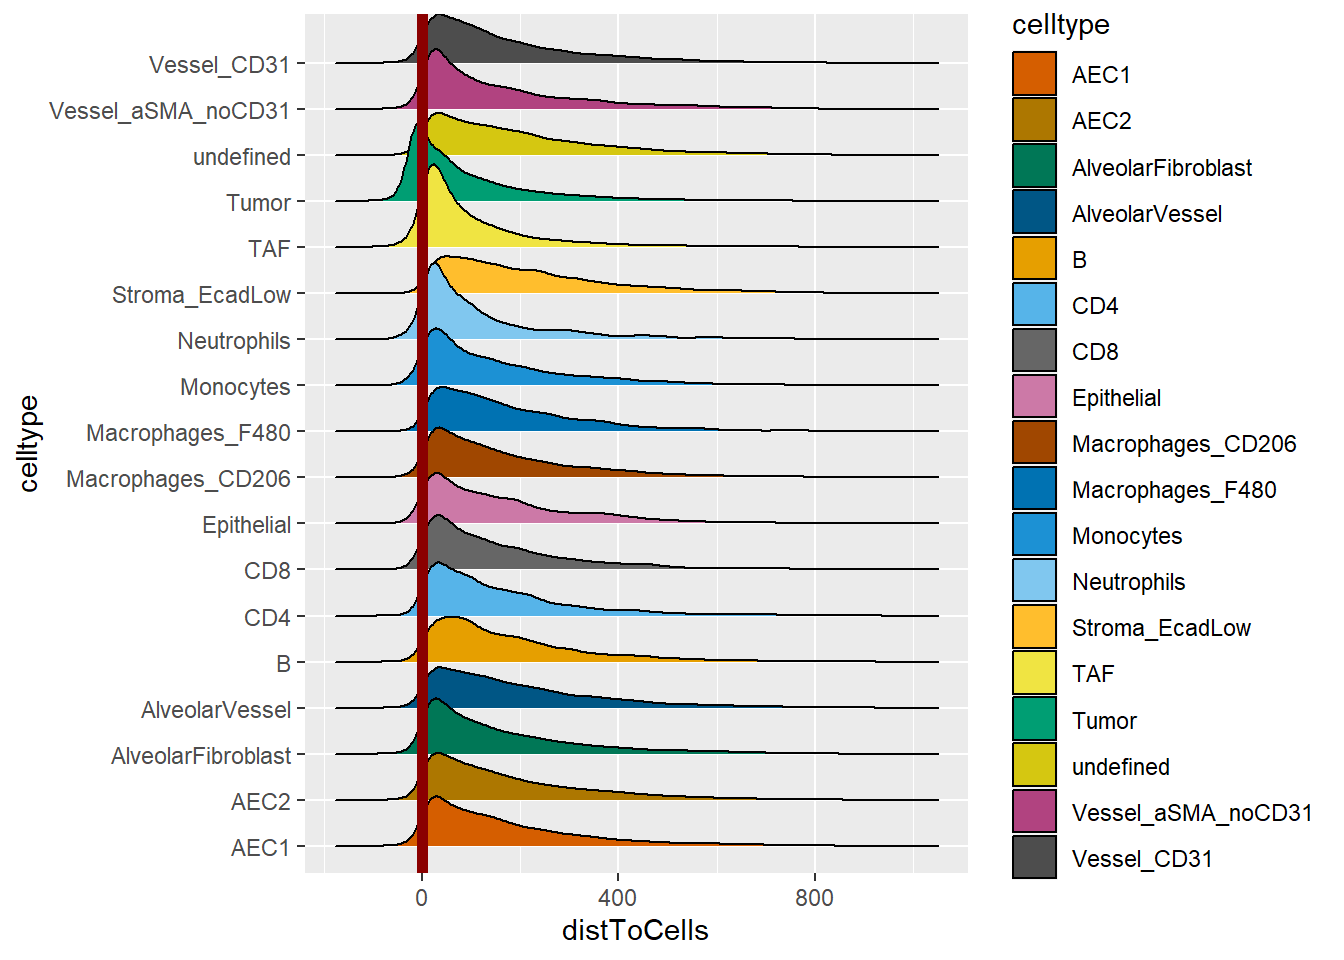 celltype
Vessel_CD31
Vessel_aSMA_noCD31
undefined
Tumor
TAF
Stroma_EcadLow
Neutrophils
Monocytes
Macrophages_F480
Macrophages_CD206
Epithelial
CD8
CD4
B
AlveolarVessel
AlveolarFibroblast
AEC2
AEC1
0 400 800
distToCells
celltype
AEC1
AEC2
AlveolarFibroblast
AlveolarVessel
B
CD4
CD8
Epithelial
Macrophages_CD206
Macrophages_F480
Monocytes
Neutrophils
Stroma_EcadLow
TAF
Tumor
undefined
Vessel_aSMA_noCD31
Vessel_CD31